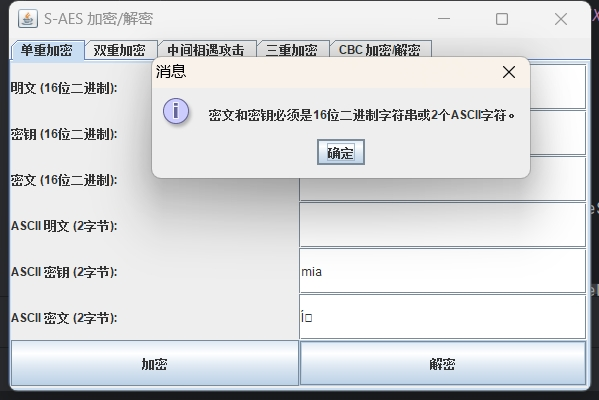 S-AES 加密/解密
单重加密 双重加密 中间相遇攻击 三重加密 CBC 加密/解密
消息
密文和密钥必须是16位二进制字符串或2个ASCII字符。
确定
明文 (16位二进制):
密钥 (16位二进制):
密文 (16位二进制):
ASCII 明文 (2字节):
ASCII 密钥 (2字节): mia
ASCII 密文 (2字节):
加密 解密